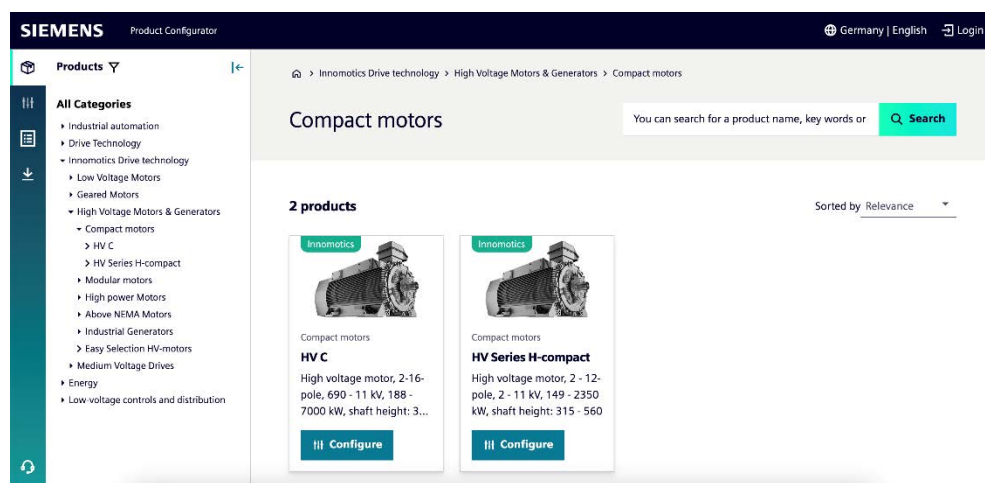 SIEMENS Product Configurator Germany | English Login
Products
All Categories
Industrial automation
Drive Technology
Innomotics Drive technology
Low Voltage Motors
Geared Motors
High Voltage Motors & Generators
Compact motors
HV C
HV Series H-compact
Modular motors
High power Motors
Above NEMA Motors
Industrial Generators
Easy Selection HV-motors
Medium Voltage Drives
Energy
Low-voltage controls and distribution
> Innomotics Drive technology > High Voltage Motors & Generators > Compact motors
Compact motors
You can search for a product name, key words or
Search
2 products
Sorted by Relevance
Innomotics
Compact motors
HV C
High voltage motor, 2-16-
pole, 690 - 11 kV, 188 -
7000 kW, shaft height: 3...
Configure
Innomotics
Compact motors
HV Series H-compact
High voltage motor, 2 - 12-
pole, 2 - 11 kV, 149 - 2350
kW, shaft height: 315 - 560
Configure